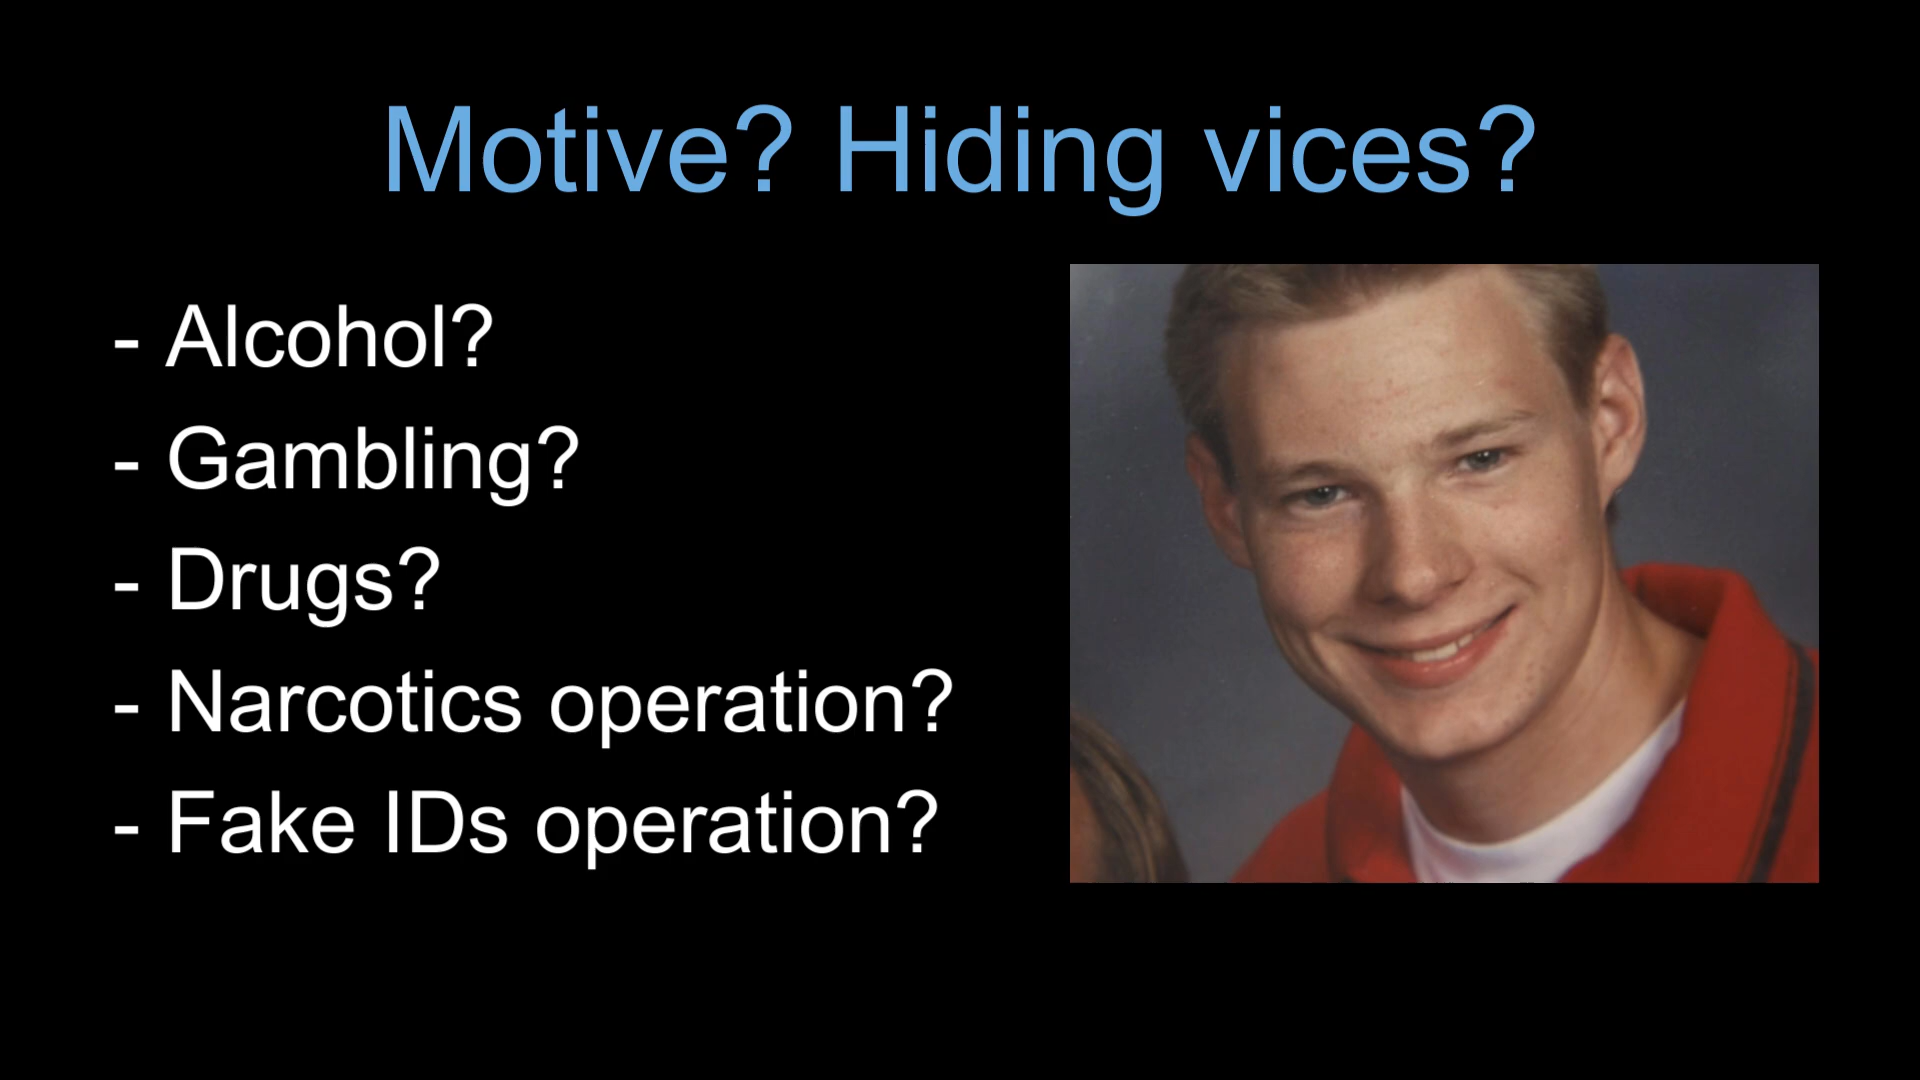 Motive? Hiding vices?
- Alcohol?
- Gambling?
- Drugs?
- Narcotics operation?
- Fake IDs operation?